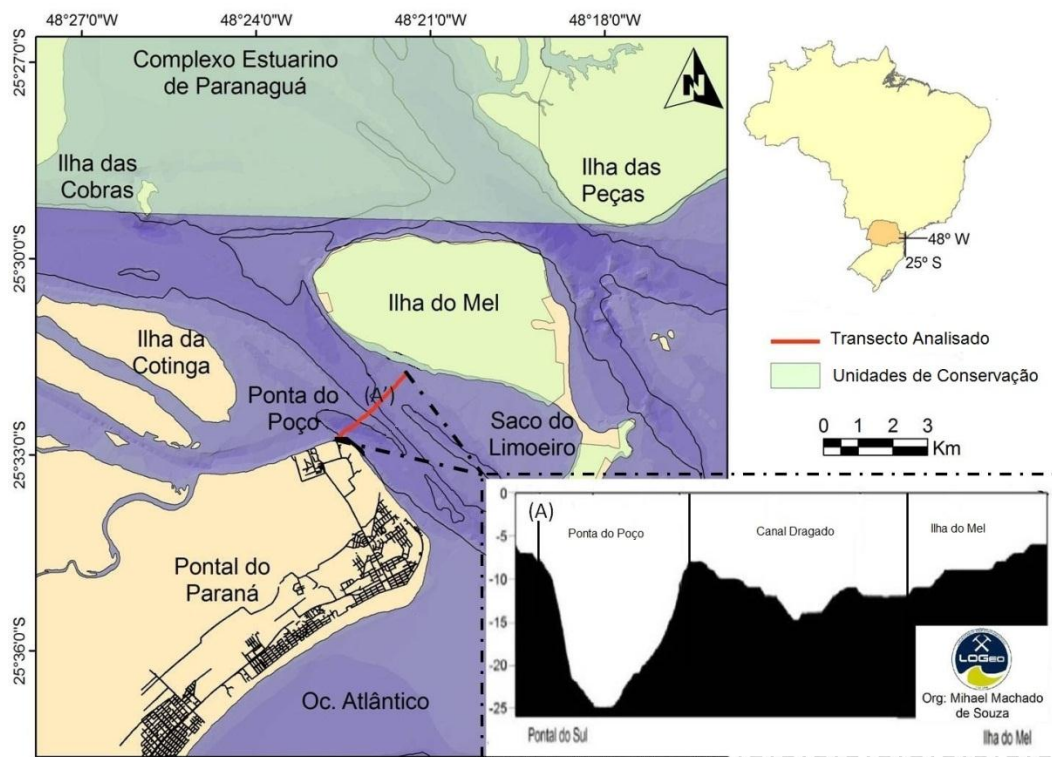 48°27'0"W
48°24'0"W
48°21'0"W
48°18'0"W
25°27'0"S
25°30'0"S
25°33'0"S
25°36'0"S
Complexo Estuarino
de Paranaguá
N
Ilha das
Cobras
Ilha das
Peças
Ilha do Mel
Ilha da
Cotinga
Ponta do
Poço
(A')
Saco do
Limoeiro
Pontal do
Paraná
Oc. Atlântico
48º W
25º S
Transecto Analisado
Unidades de Conservação
0 1 2 3
Km
(A)
Ponta do Poço
Canal Dragado
Ilha do Mel
0
-5
-10
-15
-20
-25
Pontal do Sul
Ilha do Mel
LOGeo
Org: Mihael Machado
de Souza